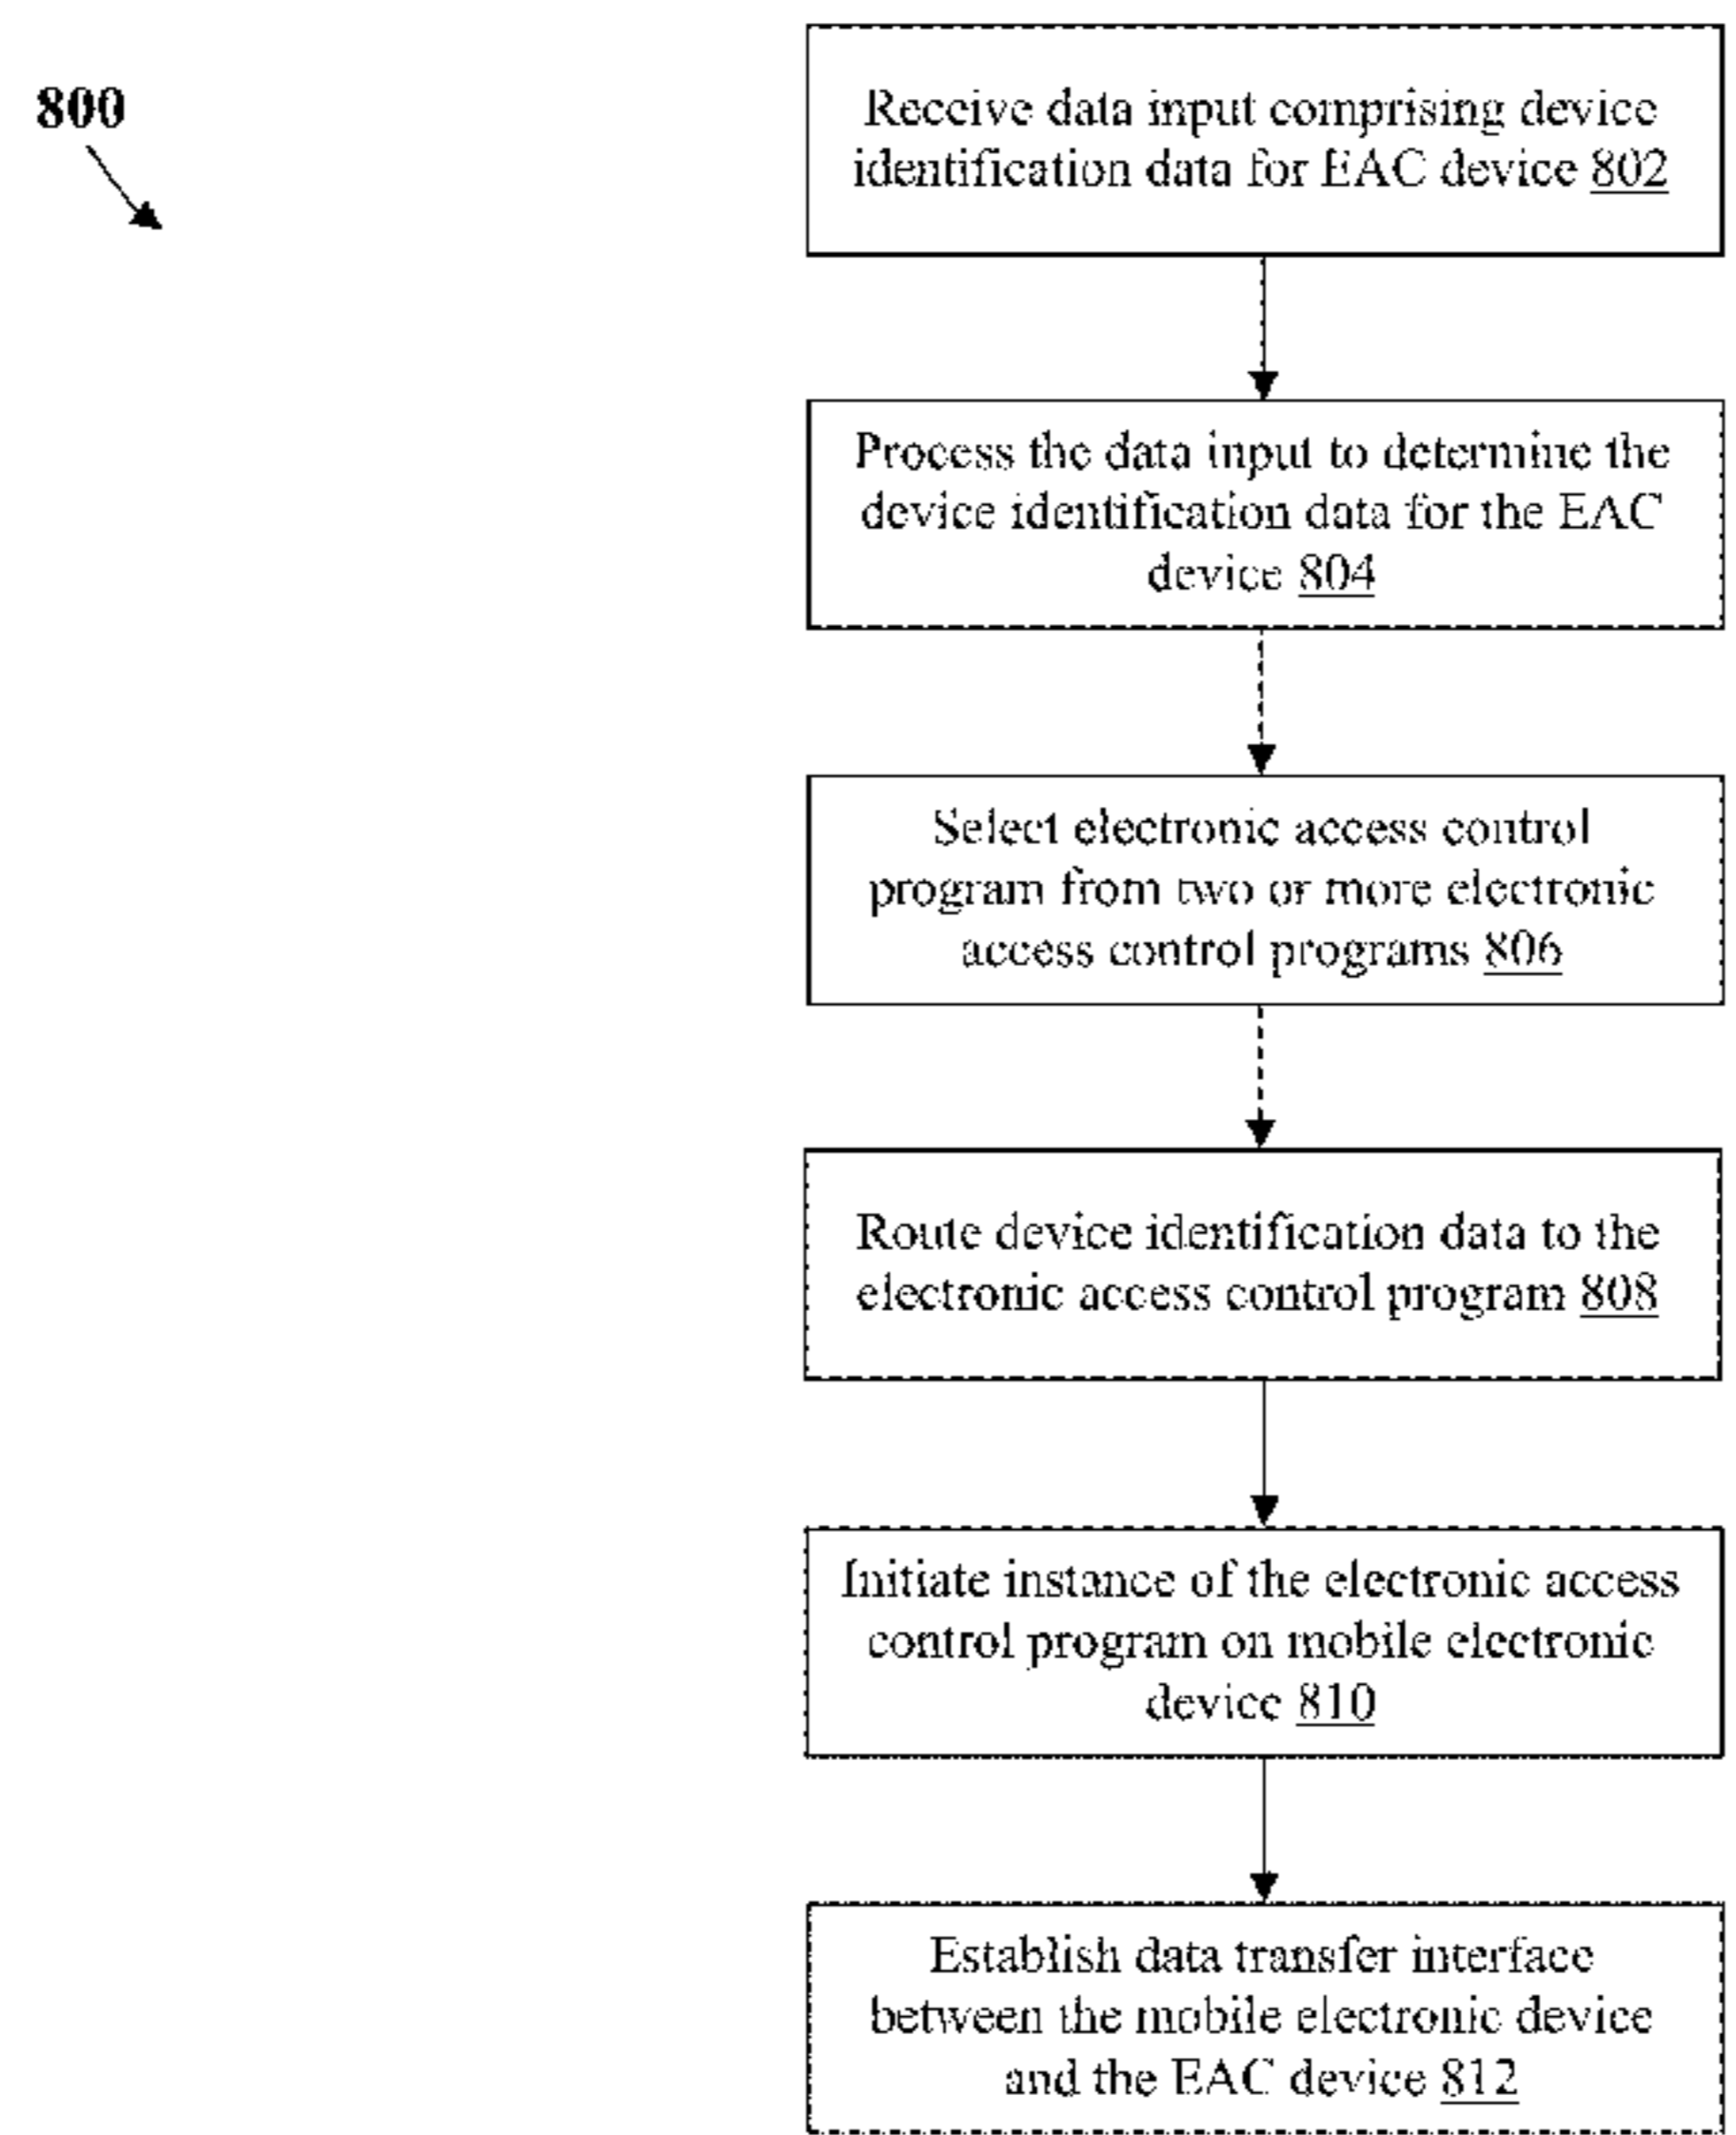 800
Receive data input comprising device
identification data for EAC device 802
Process the data input to determine the
device identification data for the EAC
device 804
Select electronic access control
program from two or more electronic
access control programs 806
Route device identification data to the
electronic access control program 808
Initiate instance of the electronic access
control program on mobile electronic
device 810
Establish data transfer interface
between the mobile electronic device
and the EAC device 812